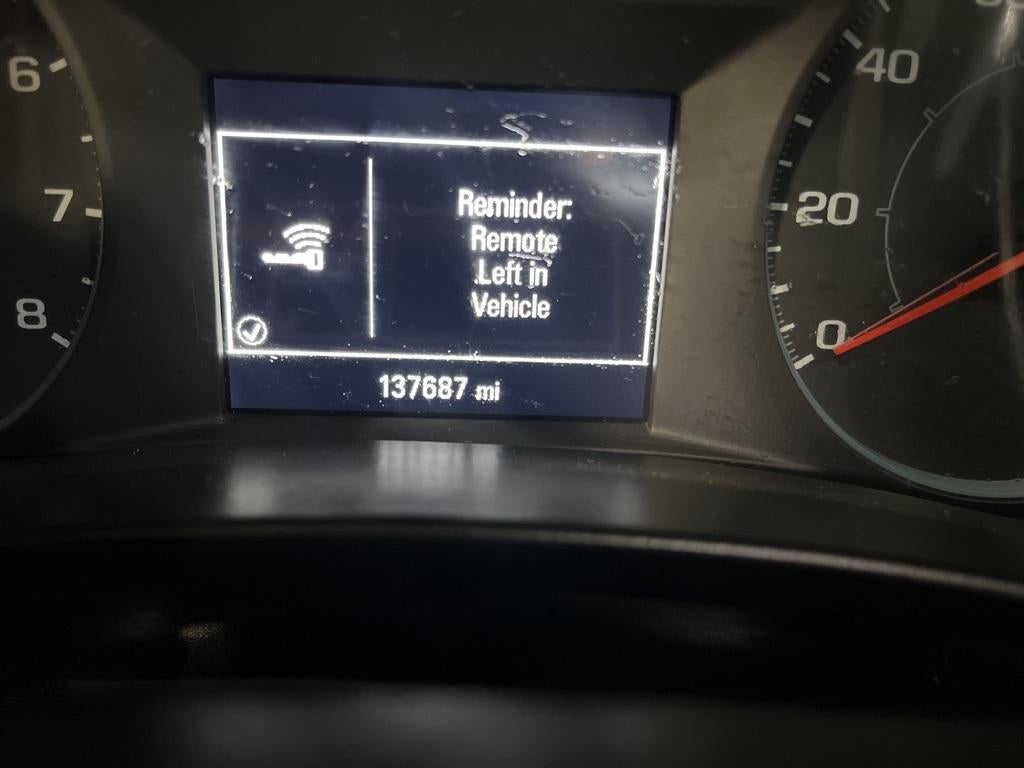 6
7
8
Reminder:
Remote
Left in
Vehicle
137687 mi
40
20
0